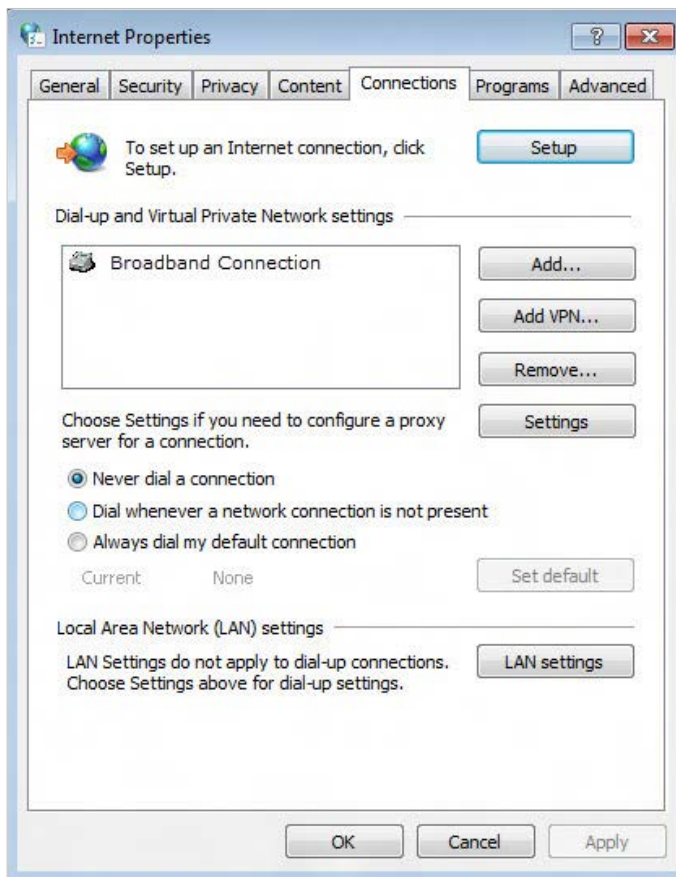 Internet Properties
General Security Privacy Content Connections Programs Advanced
To set up an Internet connection, click
Setup.
Setup
Dial-up and Virtual Private Network settings
Broadband Connection
Add...
Add VPN...
Remove...
Choose Settings if you need to configure a proxy
server for a connection.
Settings
Never dial a connection
Dial whenever a network connection is not present
Always dial my default connection
Current None
Set default
Local Area Network (LAN) settings
LAN Settings do not apply to dial-up connections.
Choose Settings above for dial-up settings.
LAN settings
OK Cancel Apply